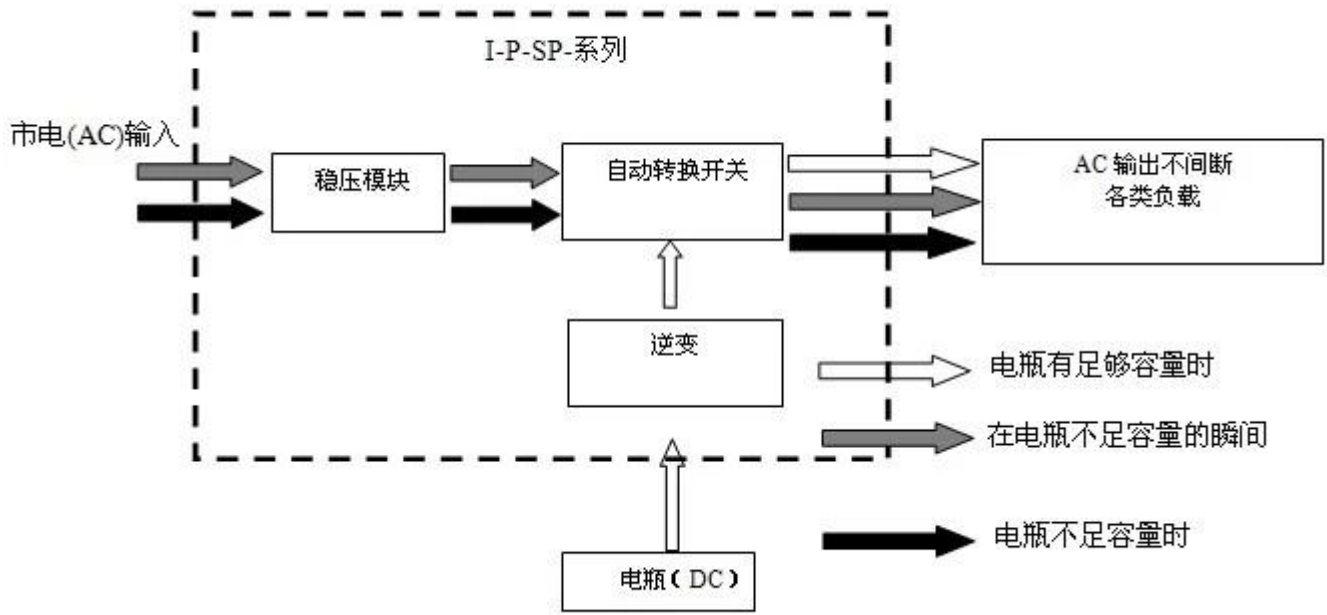 I-P-SP-系列
市电(AC)输入
稳压模块
自动转换开关
AC 输出不间断
各类负载
逆变
电瓶有足够容量时
在电瓶不足容量的瞬间
电瓶不足容量时
电瓶（DC）